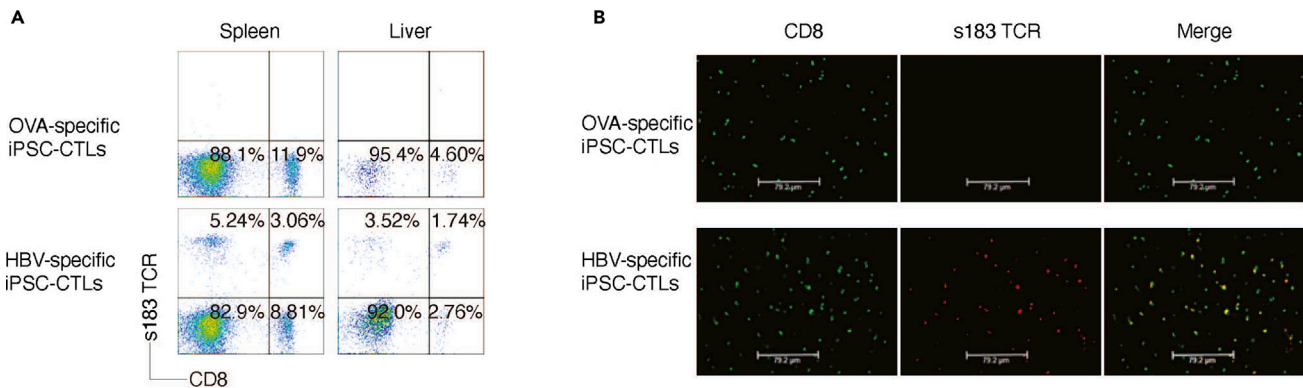 A
Spleen
Liver
OVA-specific
iPSC-CTLs
88.1%
11.9%
95.4%
4.60%
HBV-specific
iPSC-CTLs
5.24%
3.06%
3.52%
1.74%
82.9%
8.81%
92.0%
2.76%
s183 TCR
CD8
B
CD8
s183 TCR
Merge
OVA-specific
iPSC-CTLs
79.2 µm
79.2 µm
79.2 µm
HBV-specific
iPSC-CTLs
79.2 µm
79.2 µm
79.2 µm